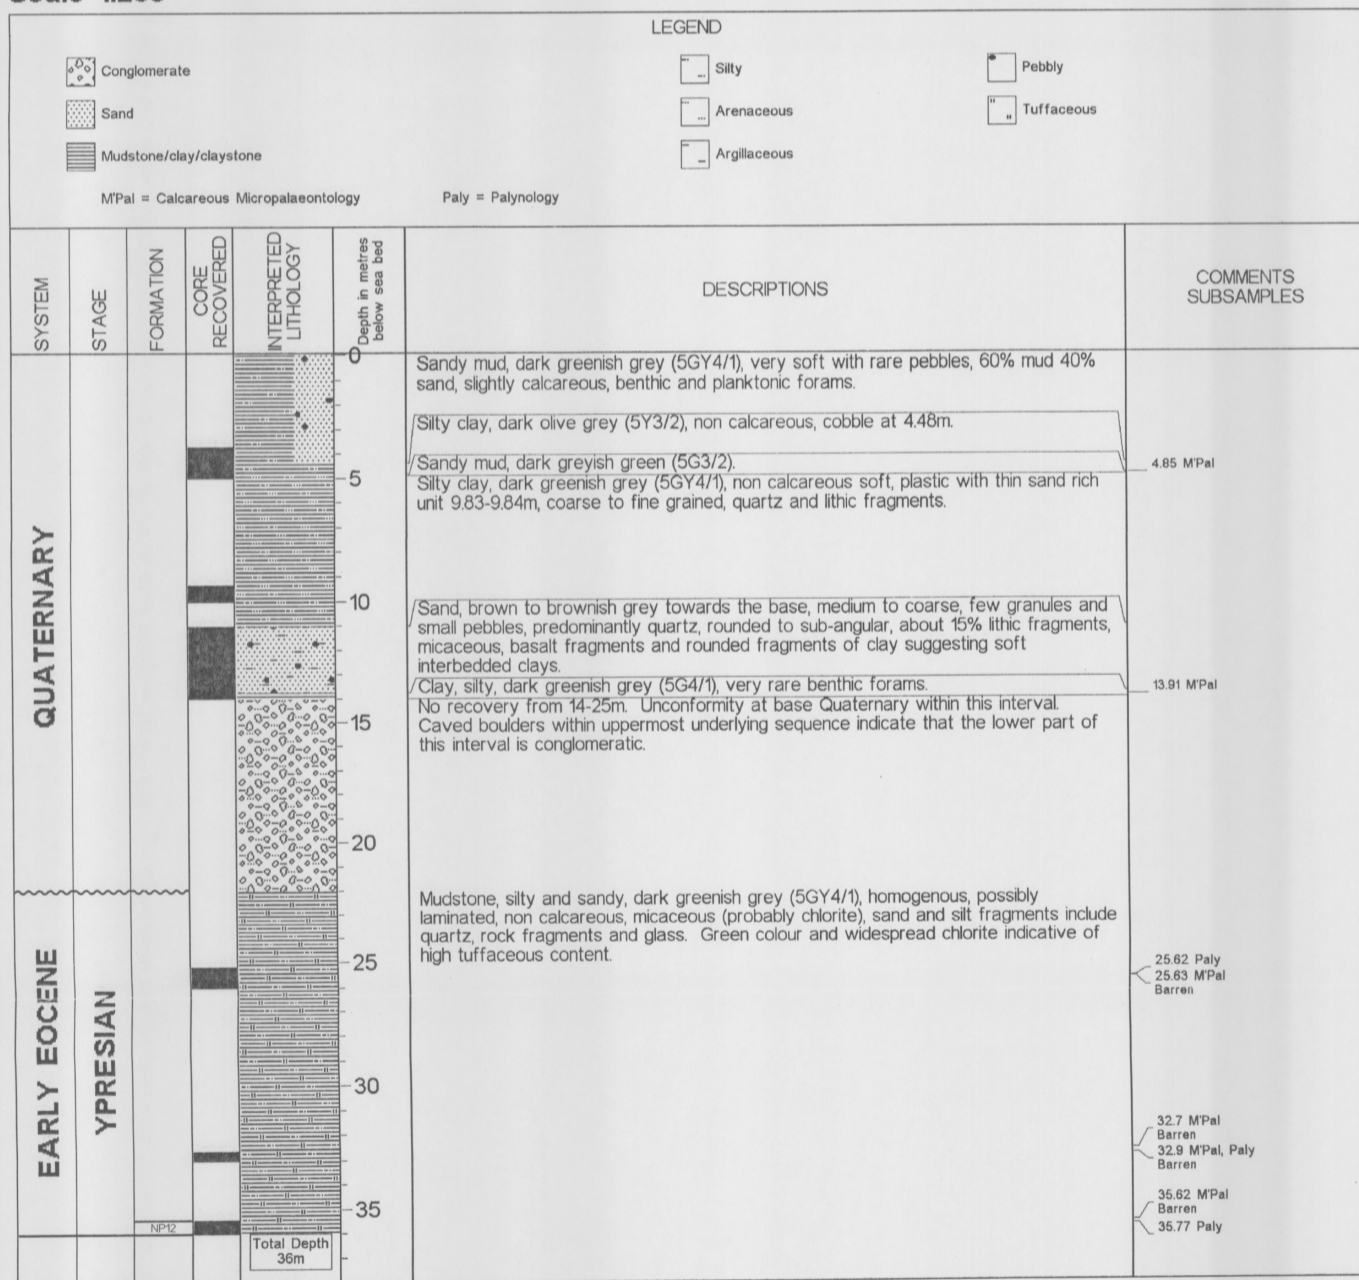 LEGEND
Conglomerate
Sand
Mudstone/clay/claystone
Silty
Arenaceous
Argillaceous
Pebbly
Tuffaceous
M'Pal = Calcareous Micropalaeontology
Paly = Palynology
SYSTEM
STAGE
FORMATION
CORE
RECOVERED
INTERPRETED
LITHOLOGY
Depth in metres
below sea bed
DESCRIPTIONS
COMMENTS
SUBSAMPLES
QUATERNARY
EARLY EOCENE
YPRESIAN
NP12
0
5
10
15
20
25
30
35
Total Depth
36m
Sandy mud, dark greenish grey (5GY4/1), very soft with rare pebbles, 60% mud 40%
sand, slightly calcareous, benthic and planktonic forams.
Silty clay, dark olive grey (5Y3/2), non calcareous, cobble at 4.48m.
Sandy mud, dark greyish green (5G3/2).
Silty clay, dark greenish grey (5GY4/1), non calcareous soft, plastic with thin sand rich
unit 9.83-9.84m, coarse to fine grained, quartz and lithic fragments.
Sand, brown to brownish grey towards the base, medium to coarse, few granules and
small pebbles, predominantly quartz, rounded to sub-angular, about 15% lithic fragments,
micaceous, basalt fragments and rounded fragments of clay suggesting soft
interbedded clays.
Clay, silty, dark greenish grey (5G4/1), very rare benthic forams.
No recovery from 14-25m. Unconformity at base Quaternary within this interval.
Caved boulders within uppermost underlying sequence indicate that the lower part of
this interval is conglomeratic.
Mudstone, silty and sandy, dark greenish grey (5GY4/1), homogenous, possibly
laminated, non calcareous, micaceous (probably chlorite), sand and silt fragments include
quartz, rock fragments and glass. Green colour and widespread chlorite indicative of
high tuffaceous content.
4.85 M'Pal
13.91 M'Pal
25.62 Paly
25.63 M'Pal
Barren
32.7 M'Pal
Barren
32.9 M'Pal, Paly
Barren
35.62 M'Pal
Barren
35.77 Paly